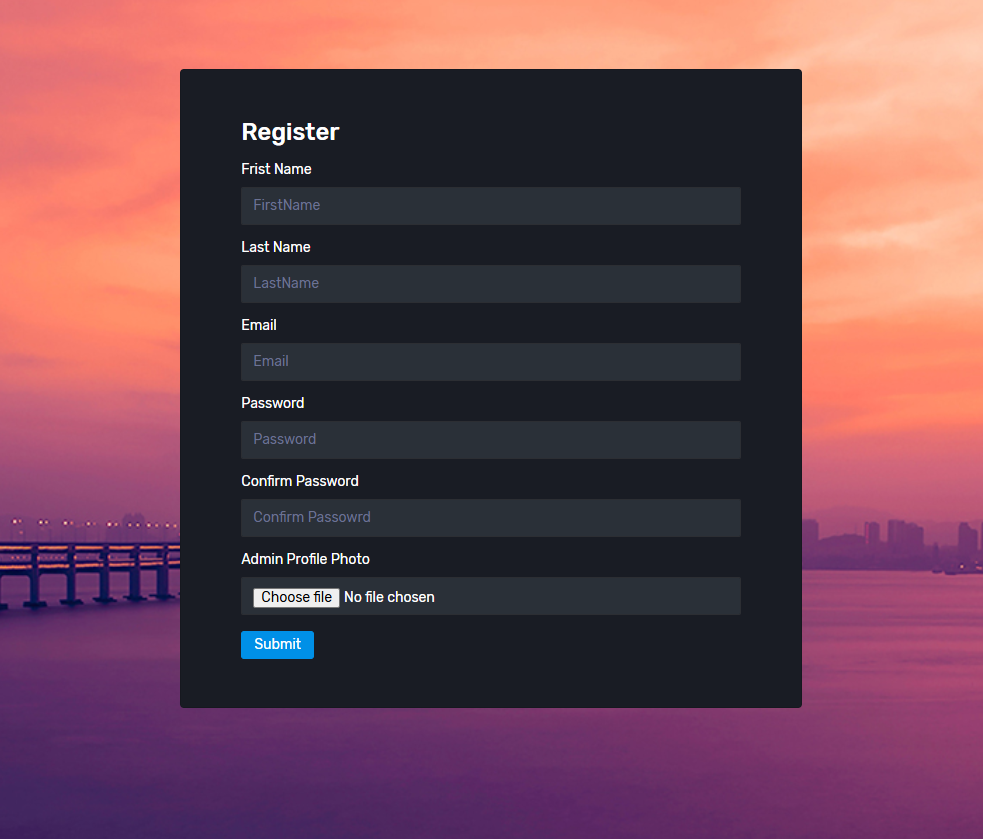 Register
Frist Name
FirstName
Last Name
LastName
Email
Email
Password
Password
Confirm Password
Confirm Passowrd
Admin Profile Photo
Choose file No file chosen
Submit